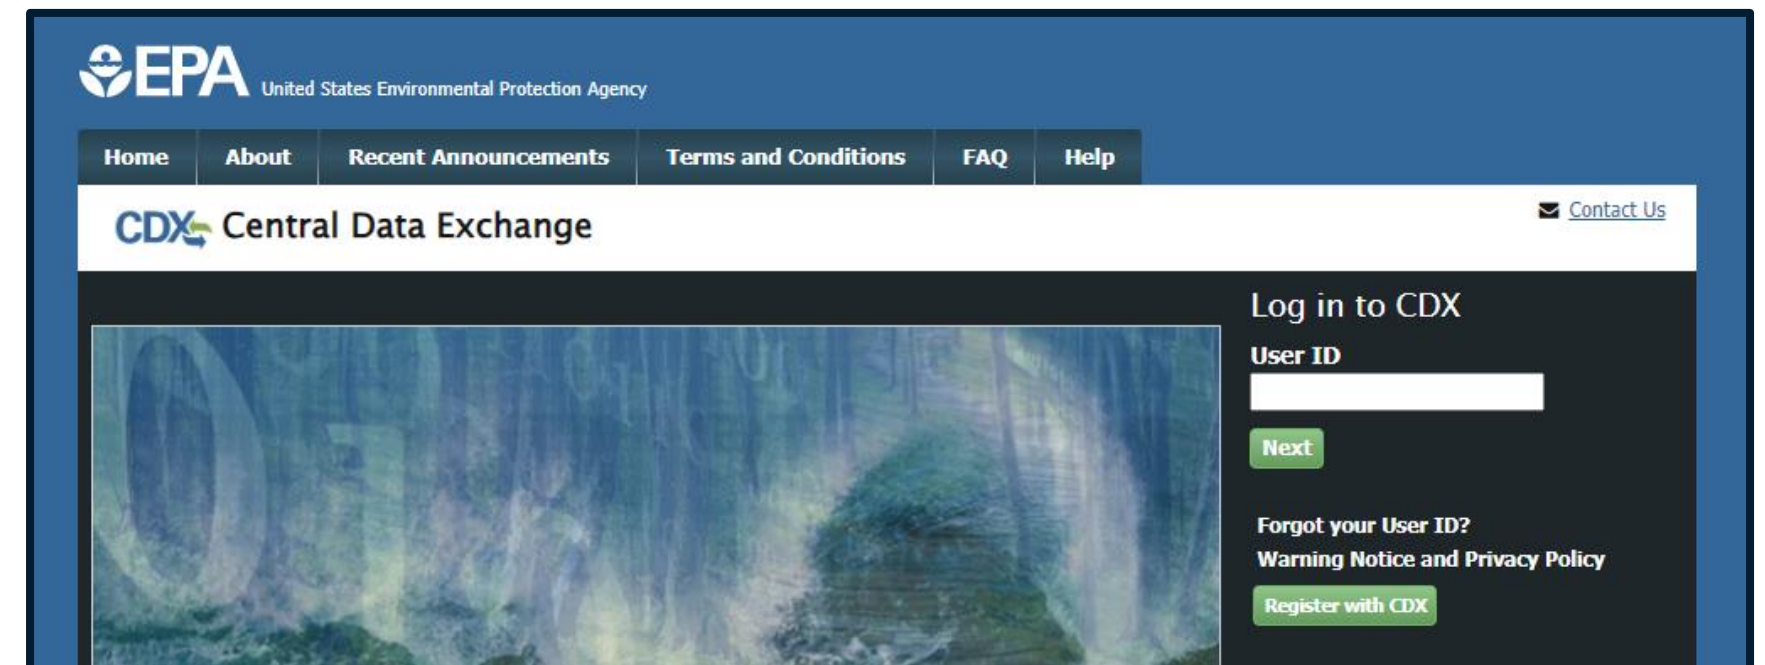 EPA United States Environmental Protection Agency
Home About Recent Announcements Terms and Conditions FAQ Help
CDX Central Data Exchange
Contact Us
Log in to CDX
User ID
Next
Forgot your User ID?
Warning Notice and Privacy Policy
Register with CDX